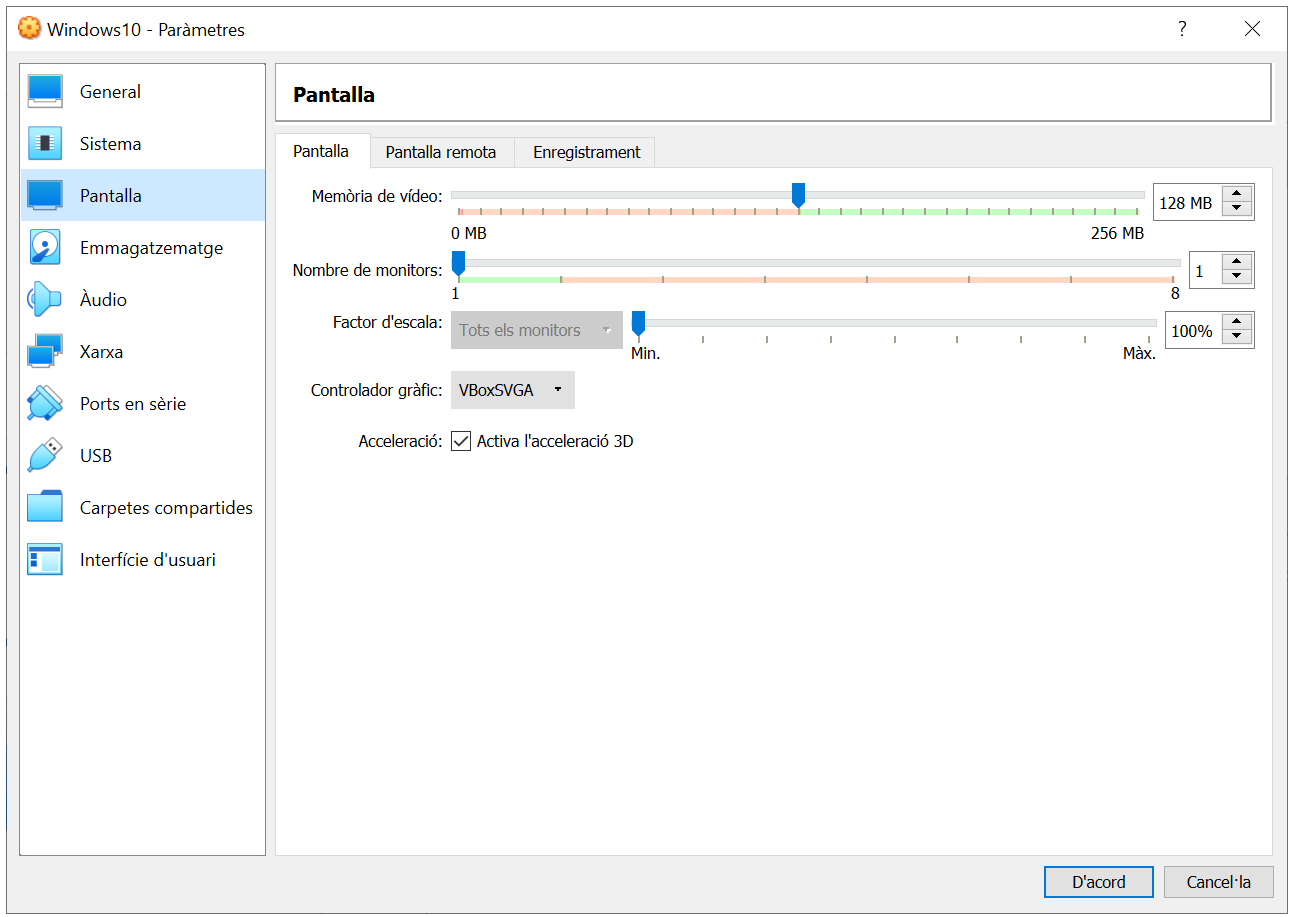 Windows10 - Paràmetres
?
General
Sistema
Pantalla
Emmagatzematge
Àudio
Xarxa
Ports en sèrie
USB
Carpetes compartides
Interfície d'usuari
Pantalla
Pantalla Pantalla remota Enregistrament
Memòria de vídeo: 128 MB
0 MB 256 MB
Nombre de monitors: 1
1 8
Factor d'escala: Tots els monitors 100%
Min. Màx.
Controlador gràfic: VBoxSVGA
Acceleració: Activa l'acceleració 3D
D'acord Cancel·la